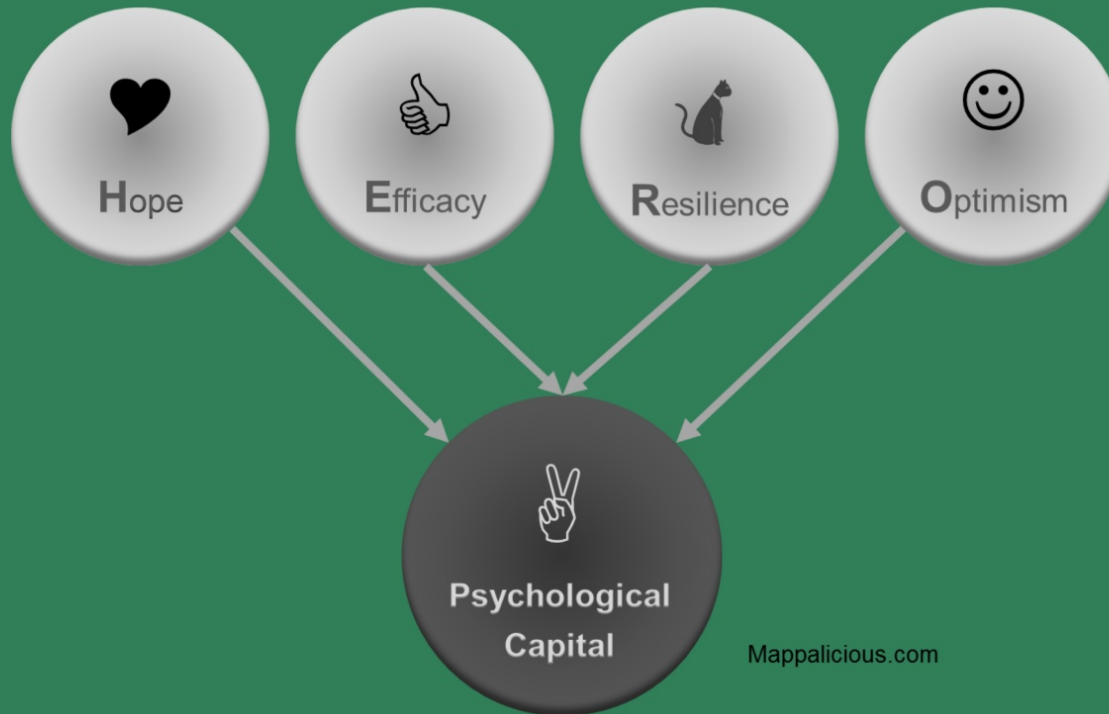 Hope
Efficacy
Resilience
Optimism
Psychological
Capital
Mappalicious.com